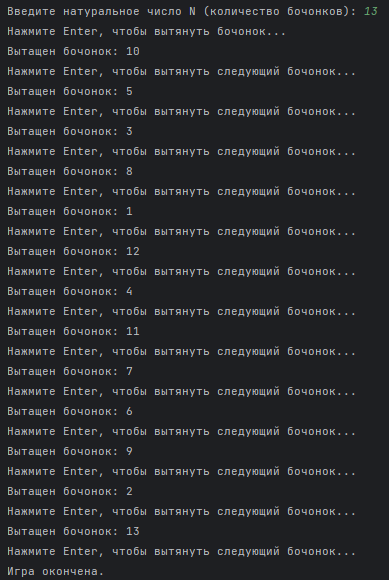 Введите натуральное число N (количество бочонков): 13
Нажмите Enter, чтобы вытянуть бочонок...
Вытащен бочонок: 10
Нажмите Enter, чтобы вытянуть следующий бочонок...
Вытащен бочонок: 5
Нажмите Enter, чтобы вытянуть следующий бочонок...
Вытащен бочонок: 3
Нажмите Enter, чтобы вытянуть следующий бочонок...
Вытащен бочонок: 8
Нажмите Enter, чтобы вытянуть следующий бочонок...
Вытащен бочонок: 1
Нажмите Enter, чтобы вытянуть следующий бочонок...
Вытащен бочонок: 12
Нажмите Enter, чтобы вытянуть следующий бочонок...
Вытащен бочонок: 4
Нажмите Enter, чтобы вытянуть следующий бочонок...
Вытащен бочонок: 11
Нажмите Enter, чтобы вытянуть следующий бочонок...
Вытащен бочонок: 7
Нажмите Enter, чтобы вытянуть следующий бочонок...
Вытащен бочонок: 6
Нажмите Enter, чтобы вытянуть следующий бочонок...
Вытащен бочонок: 9
Нажмите Enter, чтобы вытянуть следующий бочонок...
Вытащен бочонок: 2
Нажмите Enter, чтобы вытянуть следующий бочонок...
Вытащен бочонок: 13
Нажмите Enter, чтобы вытянуть следующий бочонок...
Игра окончена.